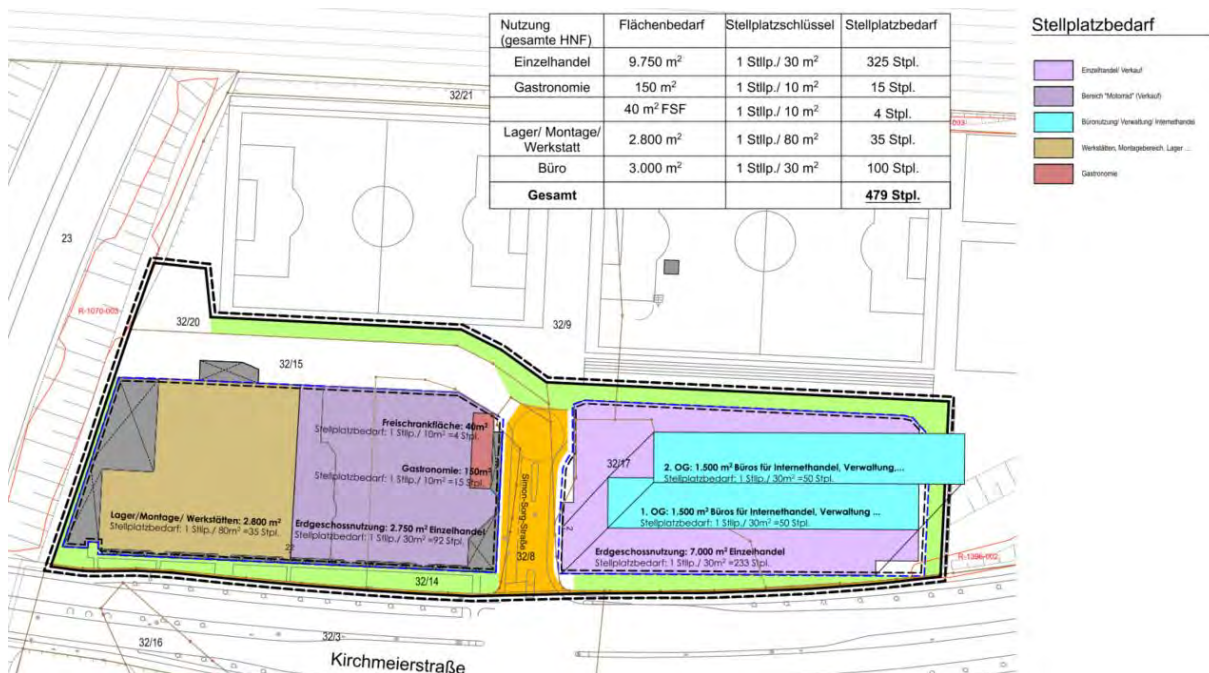 Nutzung (gesamte HNF) Flächenbedarf Stellplatzschlüssel Stellplatzbedarf
Einzelhandel 9.750 m² 1 Stllp./ 30 m² 325 Stpl.
Gastronomie 150 m² 1 Stllp./ 10 m² 15 Stpl.
40 m² FSF 1 Stllp./ 10 m² 4 Stpl.
Lager/ Montage/ Werkstatt 2.800 m² 1 Stllp./ 80 m² 35 Stpl.
Büro 3.000 m² 1 Stllp./ 30 m² 100 Stpl.
Gesamt 479 Stpl.
Stellplatzbedarf
Einzelhandel/ Verkauf
Bereich "Motorrad" (Verkauf)
Büronutzung/ Verwaltung/ Internethandel
Werkstätten, Montagebereich, Lager ...
Gastronomie
32/21
23
R-1070-003
32/20
32/9
32/15
Freischrankfläche: 40m²
Stellplatzbedarf: 1 Stllp./ 10m² =4 Stpl.
Gastronomie: 150m²
Stellplatzbedarf: 1 Stllp./ 10m² =15 Stpl.
Lager/Montage/ Werkstätten: 2.800 m²
Stellplatzbedarf: 1 Stllp./ 80m² =35 Stpl.
Erdgeschossnutzung: 2.750 m² Einzelhandel
Stellplatzbedarf: 1 Stllp./ 30m² =92 Stpl.
Simon-Sorg-Straße
32/8
32/17
2. OG: 1.500 m² Büros für Internethandel, Verwaltung,...
Stellplatzbedarf: 1 Stllp./ 30m² =50 Stpl.
1. OG: 1.500 m² Büros für Internethandel, Verwaltung ...
Stellplatzbedarf: 1 Stllp./ 30m² =50 Stpl.
Erdgeschossnutzung: 7.000 m² Einzelhandel
Stellplatzbedarf: 1 Stllp./ 30m² =233 Stpl.
R-1396-002
32/14
32/16
32/3
Kirchmeierstraße